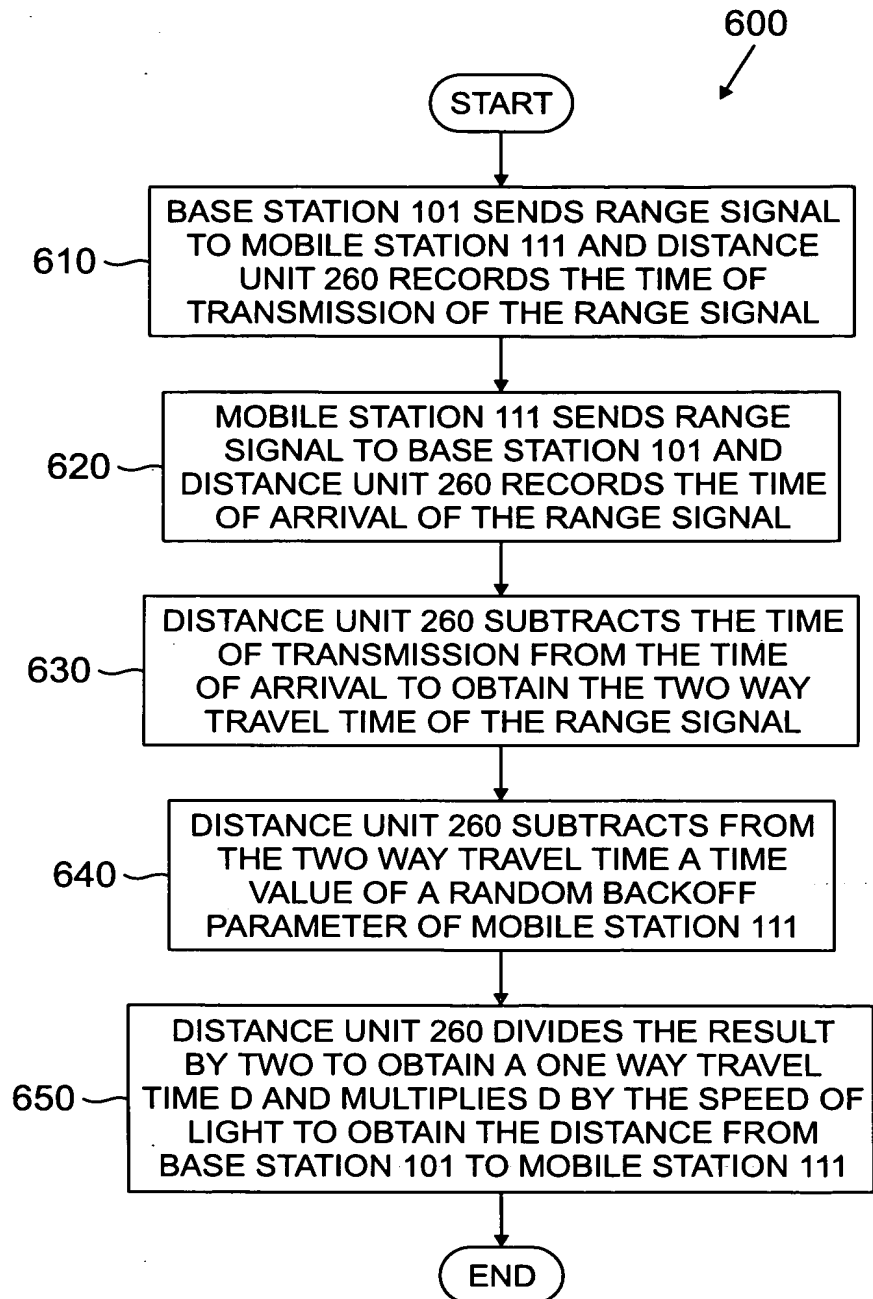 600
START
610
BASE STATION 101 SENDS RANGE SIGNAL
TO MOBILE STATION 111 AND DISTANCE
UNIT 260 RECORDS THE TIME OF
TRANSMISSION OF THE RANGE SIGNAL
620
MOBILE STATION 111 SENDS RANGE
SIGNAL TO BASE STATION 101 AND
DISTANCE UNIT 260 RECORDS THE TIME
OF ARRIVAL OF THE RANGE SIGNAL
630
DISTANCE UNIT 260 SUBTRACTS THE TIME
OF TRANSMISSION FROM THE TIME
OF ARRIVAL TO OBTAIN THE TWO WAY
TRAVEL TIME OF THE RANGE SIGNAL
640
DISTANCE UNIT 260 SUBTRACTS FROM
THE TWO WAY TRAVEL TIME A TIME
VALUE OF A RANDOM BACKOFF
PARAMETER OF MOBILE STATION 111
650
DISTANCE UNIT 260 DIVIDES THE RESULT
BY TWO TO OBTAIN A ONE WAY TRAVEL
TIME D AND MULTIPLIES D BY THE SPEED OF
LIGHT TO OBTAIN THE DISTANCE FROM
BASE STATION 101 TO MOBILE STATION 111
END